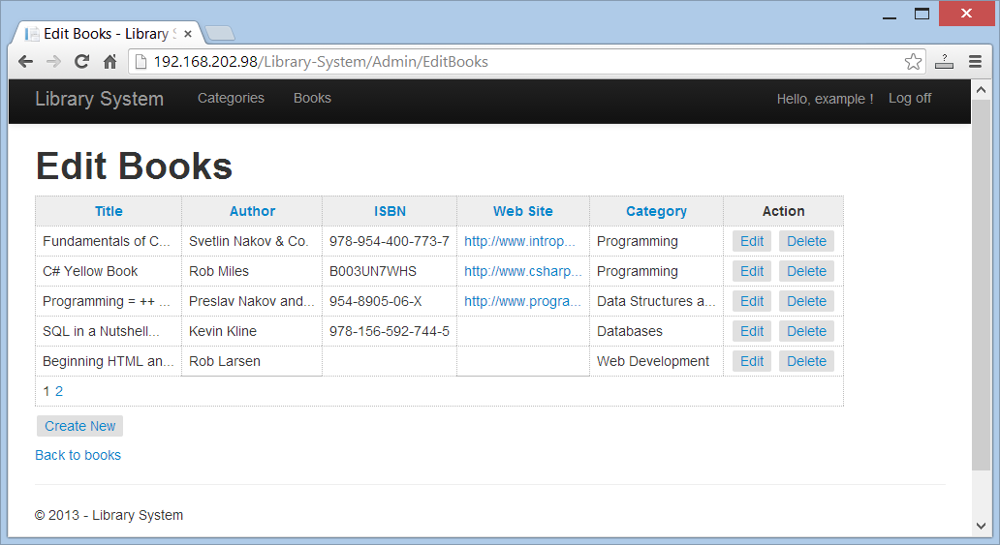 Edit Books - Library S
192.168.202.98/Library-System/Admin/EditBooks
Library System Categories Books Hello, example ! Log off
Edit Books
Title Author ISBN Web Site Category Action
Fundamentals of C... Svetlin Nakov & Co. 978-954-400-773-7 http://www.introp... Programming Edit Delete
C# Yellow Book Rob Miles B003UN7WHS http://www.csharp... Programming Edit Delete
Programming = ++ ... Preslav Nakov and... 954-8905-06-X http://www.progra... Data Structures a... Edit Delete
SQL in a Nutshell... Kevin Kline 978-156-592-744-5 Databases Edit Delete
Beginning HTML an... Rob Larsen Web Development Edit Delete
1 2
Create New
Back to books
© 2013 - Library System